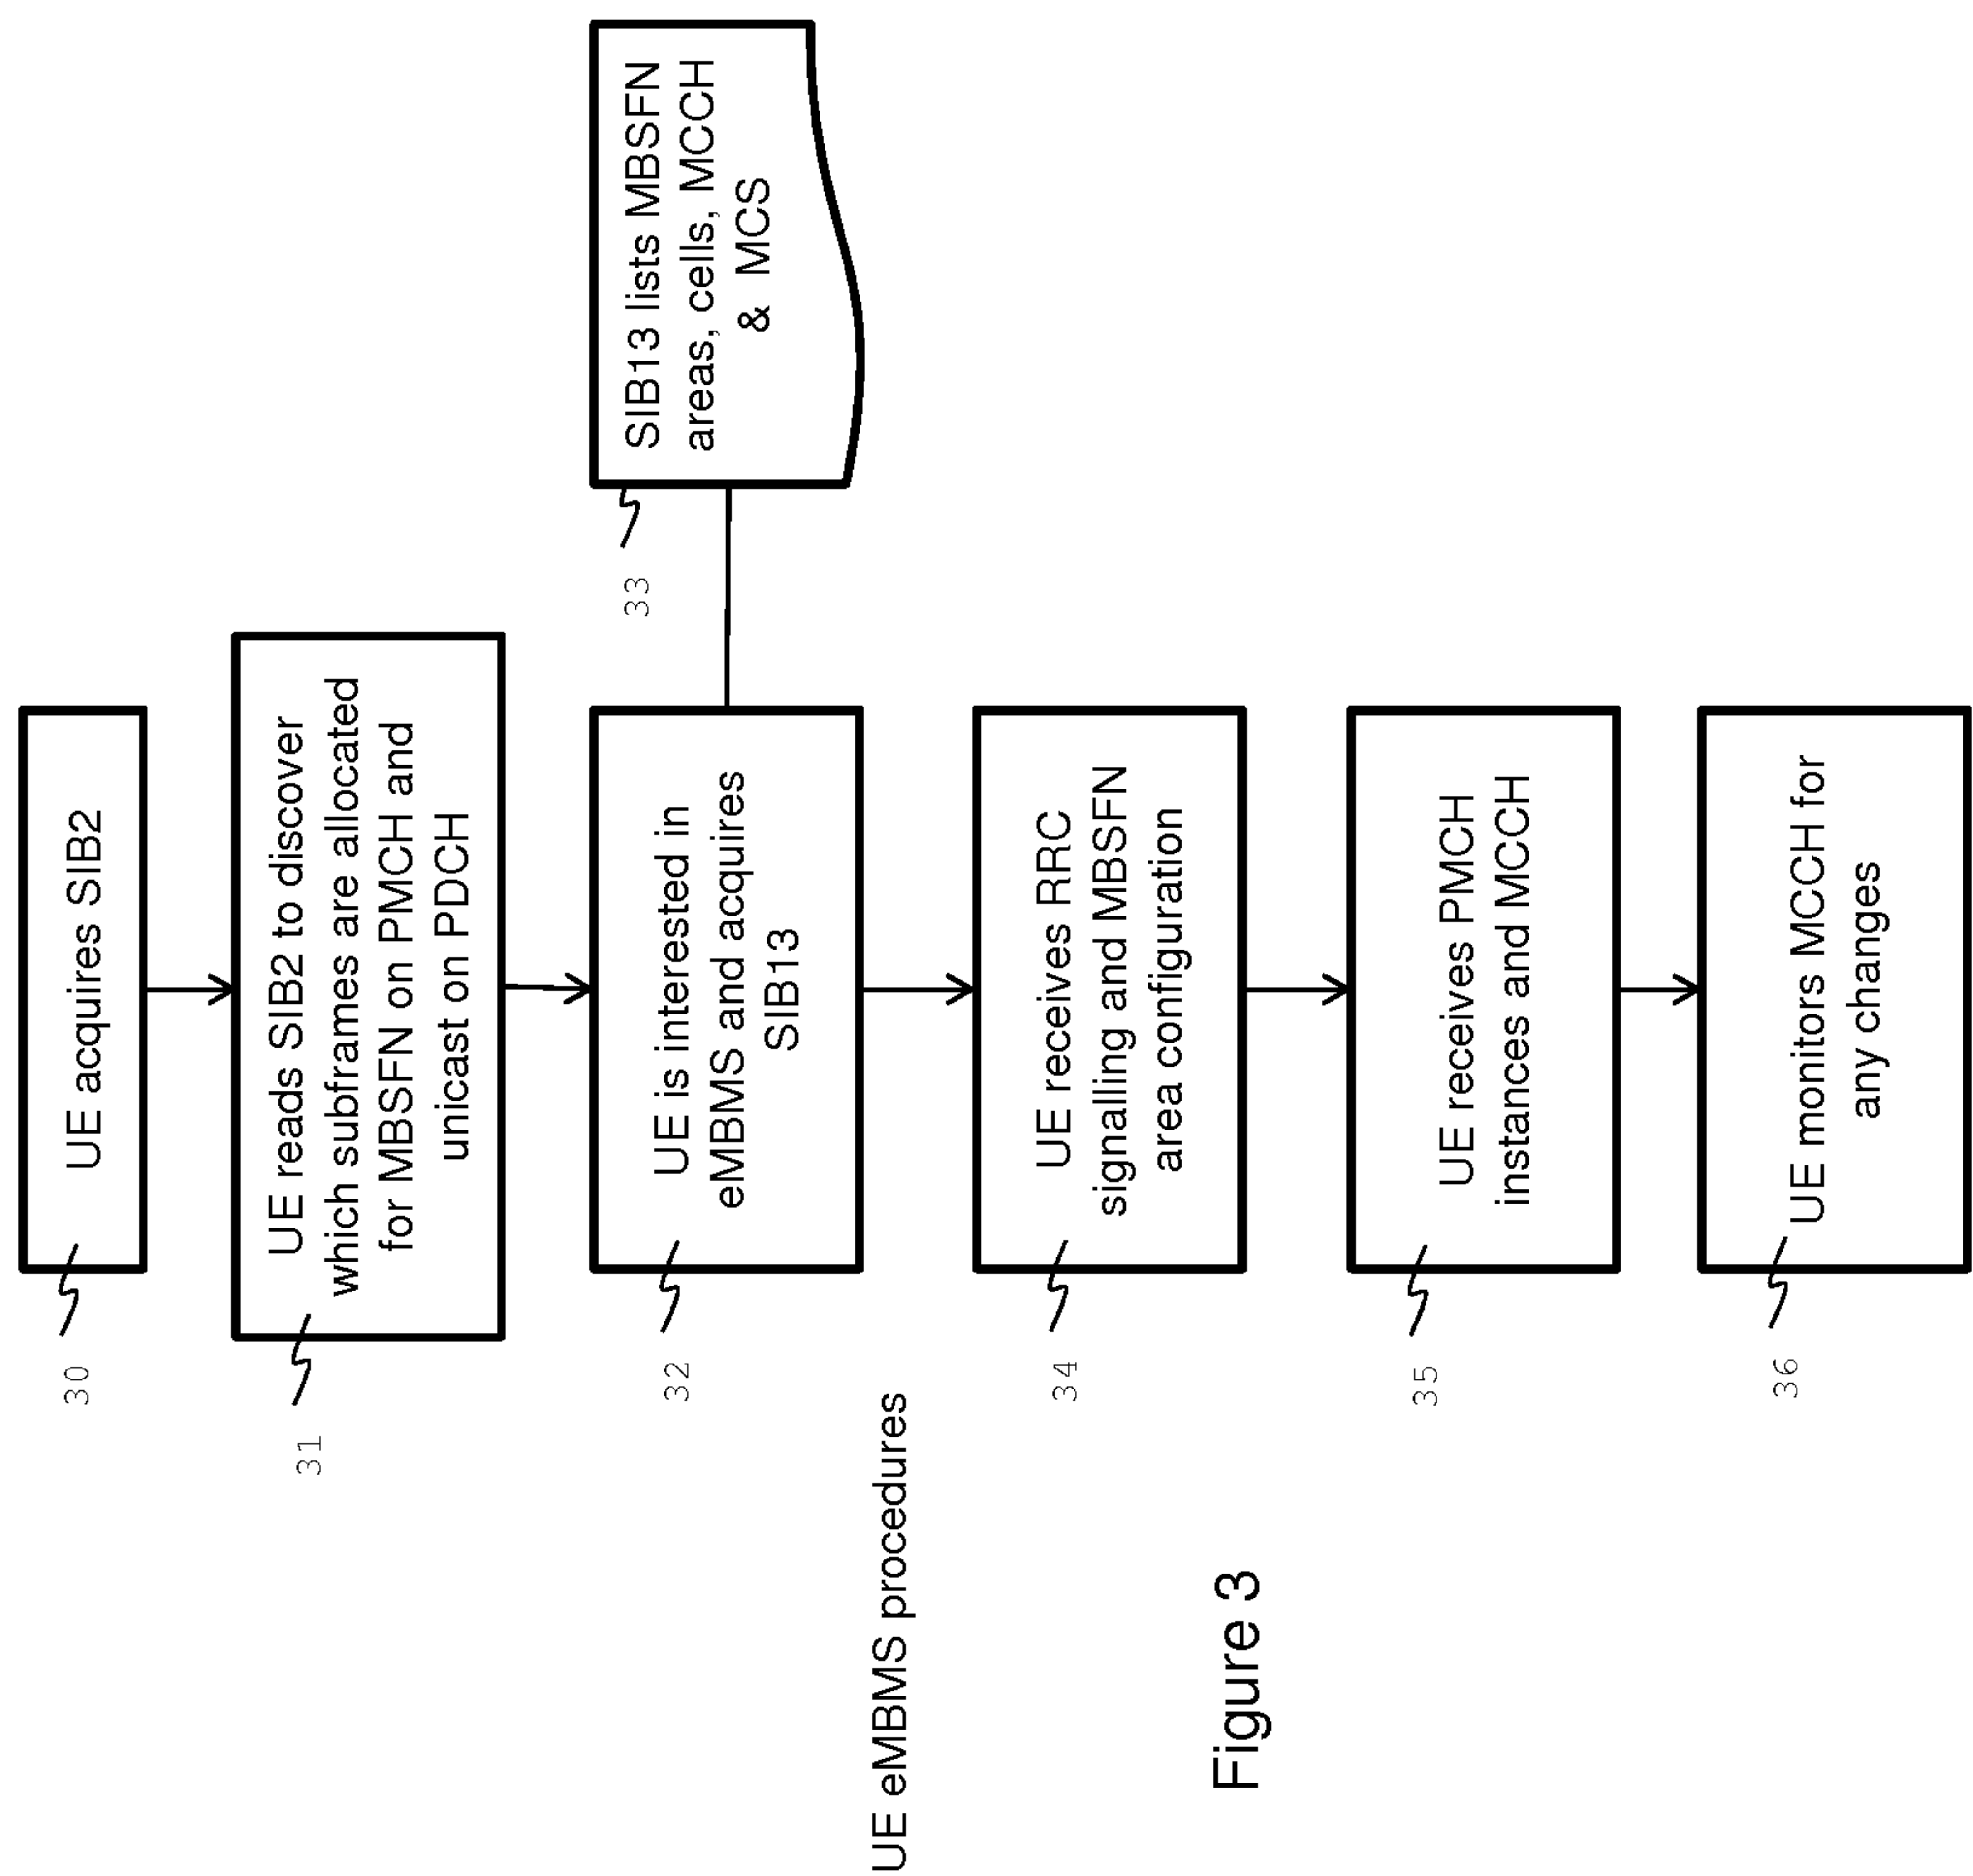 30
UE acquires SIB2
31
UE reads SIB2 to discover
which subframes are allocated
for MBSFN on PMCH and
unicast on PDCH
32
UE is interested in
eMBMS and acquires
SIB13
33
SIB13 lists MBSFN
areas, cells, MCCH
& MCS
34
UE receives RRC
signalling and MBSFN
area configuration
35
UE receives PMCH
instances and MCCH
36
UE monitors MCCH for
any changes
UE eMBMS procedures
Figure 3